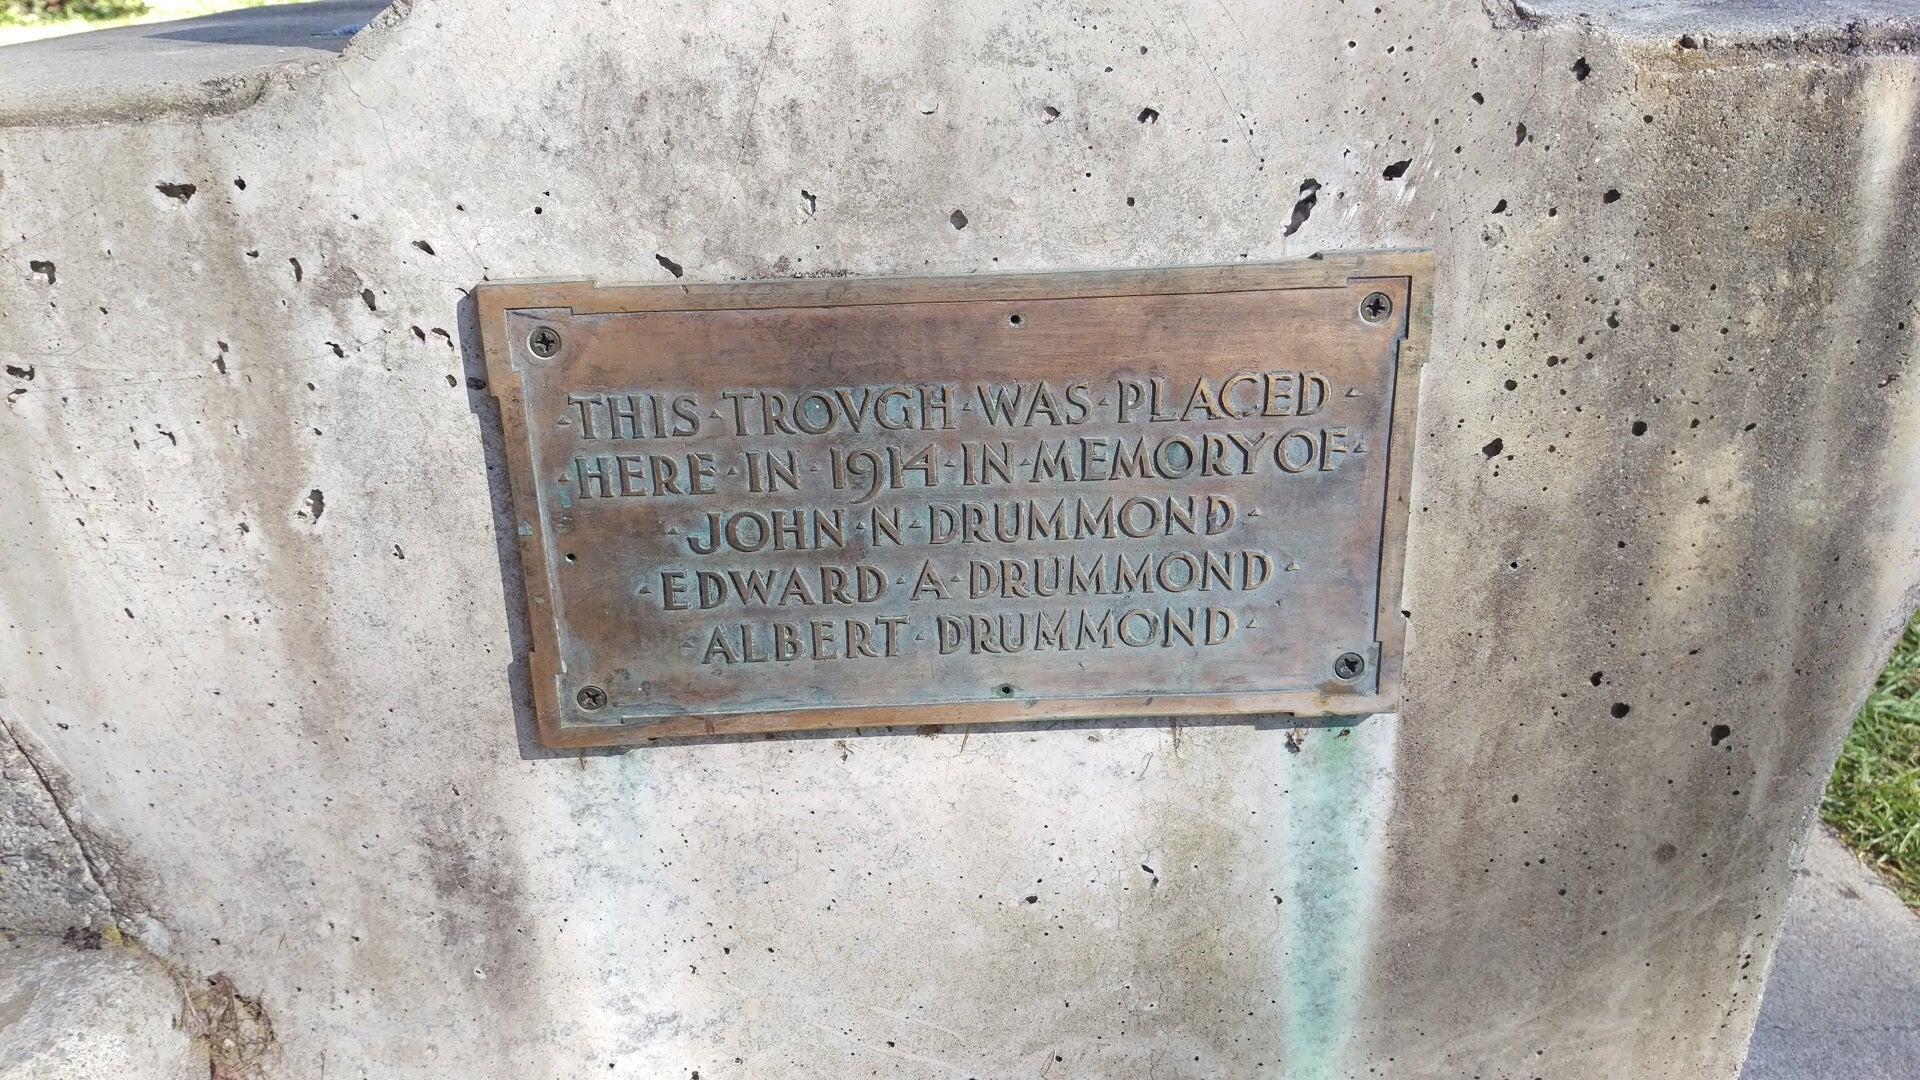 ·THIS·TROVGH·WAS·PLACED·
·HERE·IN·1914·IN·MEMORY OF·
·JOHN·N·DRUMMOND·
·EDWARD·A·DRUMMOND·
·ALBERT·DRUMMOND·